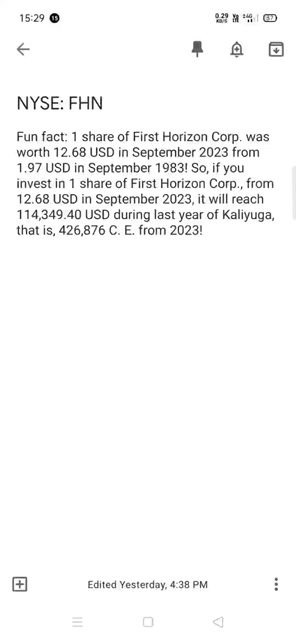 15:29 15 0.29 KB/S 4G 57
NYSE: FHN
Fun fact: 1 share of First Horizon Corp. was
worth 12.68 USD in September 2023 from
1.97 USD in September 1983! So, if you
invest in 1 share of First Horizon Corp., from
12.68 USD in September 2023, it will reach
114,349.40 USD during last year of Kaliyuga,
that is, 426,876 C. E. from 2023!
Edited Yesterday, 4:38 PM